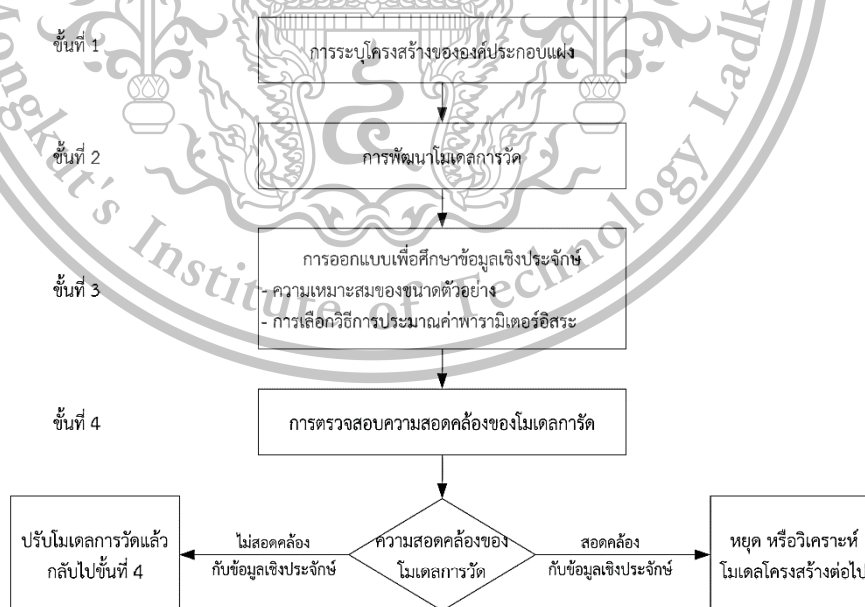 ขั้นที่ 1
การระบุโครงสร้างขององค์ประกอบแฝง
ขั้นที่ 2
การพัฒนาโมเดลการวัด
ขั้นที่ 3
การออกแบบเพื่อศึกษาข้อมูลเชิงประจักษ์
- ความเหมาะสมของขนาดตัวอย่าง
- การเลือกวิธีการประมาณค่าพารามิเตอร์อิสระ
ขั้นที่ 4
การตรวจสอบความสอดคล้องของโมเดลการัด
ปรับโมเดลการวัดแล้ว
กลับไปขั้นที่ 4
ไม่สอดคล้อง
กับข้อมูลเชิงประจักษ์
ความสอดคล้องของ
โมเดลการวัด
สอดคล้อง
กับข้อมูลเชิงประจักษ์
หยุด หรือวิเคราะห์
โมเดลโครงสร้างต่อไป
ongkut's Institute of Technology Ladk